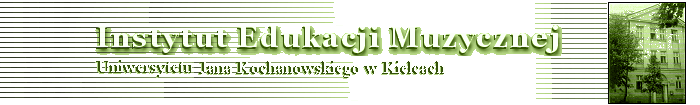 Instytut Edukacji Muzycznej
Uniwersytetu Jana Kochanowskiego w Kielcach